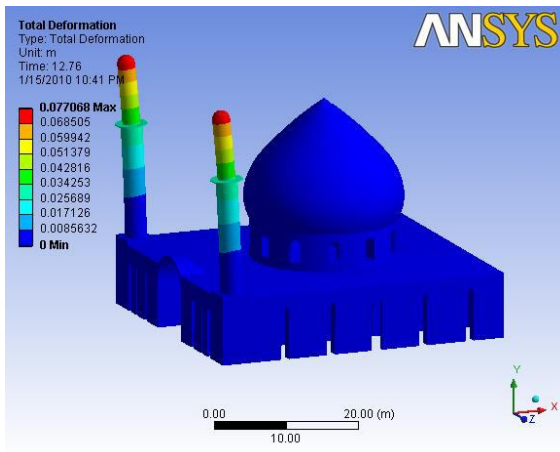 Total Deformation
Type: Total Deformation
Unit: m
Time: 12.76
1/15/2010 10:41 PM
ANSYS
0.077068 Max
0.068505
0.059942
0.051379
0.042816
0.034253
0.025689
0.017126
0.0085632
0 Min
Y
X
Z
0.00 20.00 (m)
10.00